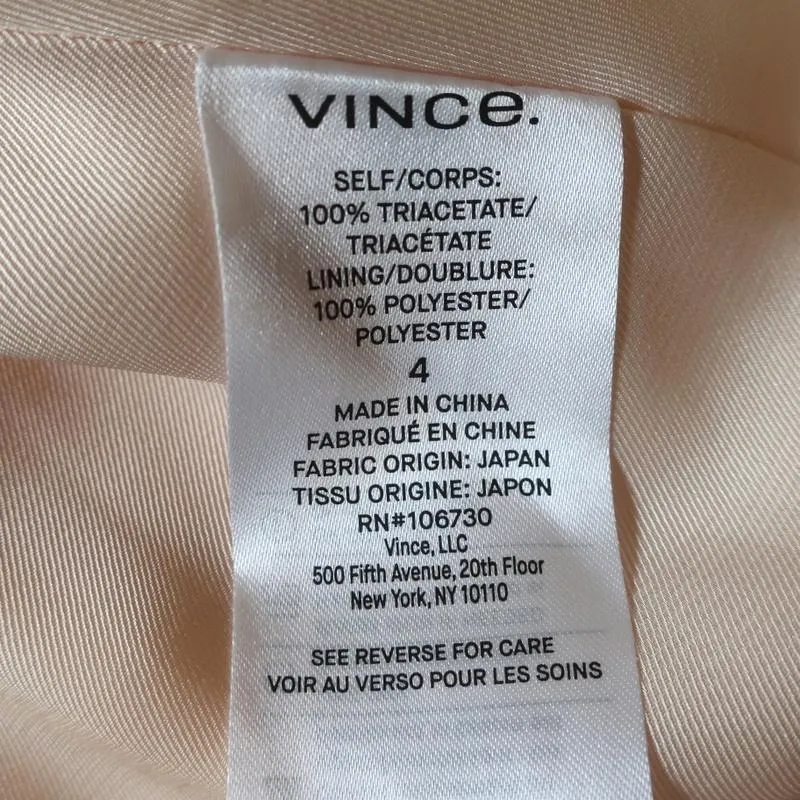 VINCe.
SELF/CORPS:
100% TRIACETATE/
TRIACÉTATE
LINING/DOUBLURE:
100% POLYESTER/
POLYESTER
4
MADE IN CHINA
FABRIQUÉ EN CHINE
FABRIC ORIGIN: JAPAN
TISSU ORIGINE: JAPON
RN#106730
Vince, LLC
500 Fifth Avenue, 20th Floor
New York, NY 10110
SEE REVERSE FOR CARE
VOIR AU VERSO POUR LES SOINS